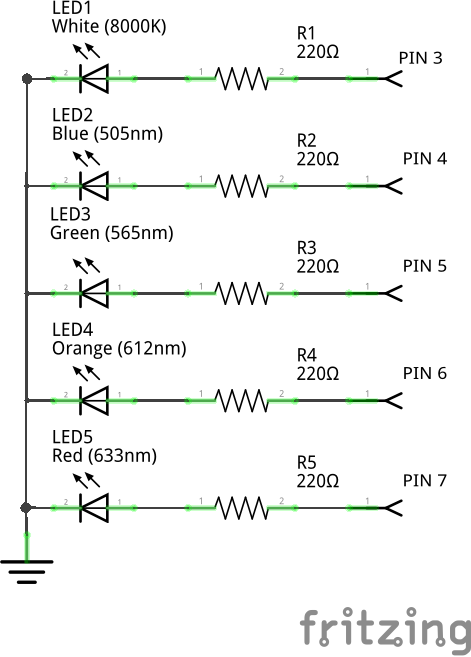 LED1
White (8000K)
R1
220Ω
PIN 3
2
1
1
2
1
LED2
Blue (505nm)
R2
220Ω
PIN 4
2
1
1
2
1
LED3
Green (565nm)
R3
220Ω
PIN 5
2
1
1
2
1
LED4
Orange (612nm)
R4
220Ω
PIN 6
2
1
1
2
1
LED5
Red (633nm)
R5
220Ω
PIN 7
2
1
1
2
1
fritzing